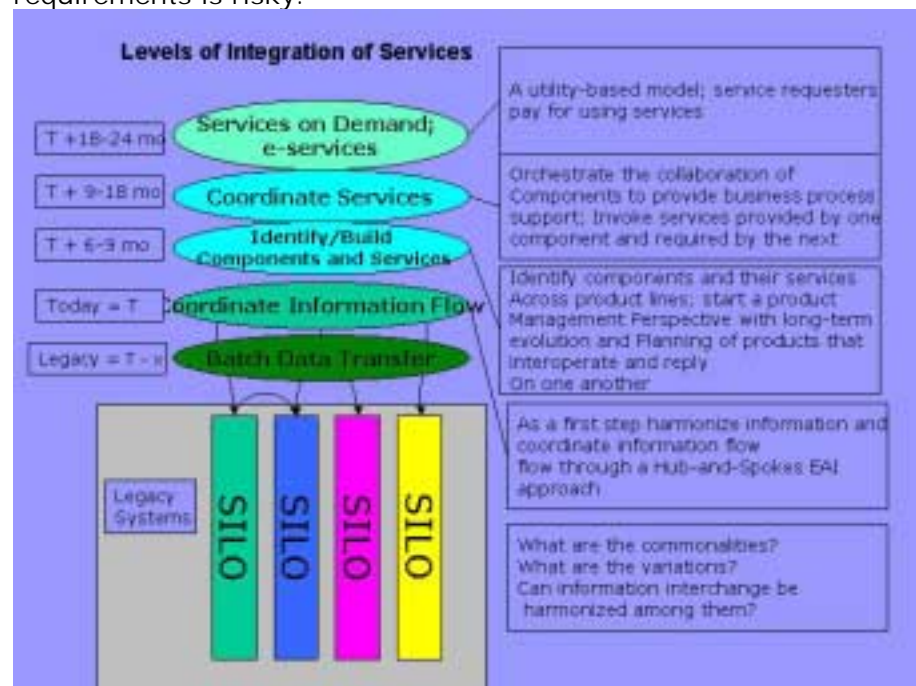 requirements is risky.
Levels of Integration of Services
T +18-24 mo
Services on Demand;
e-services
A utility-based model; service requesters
pay for using services
T + 9-18 mo
Coordinate Services
Orchestrate the collaboration of
Components to provide business process
support; Invoke services provided by one
component and required by the next
T + 6-9 mo
Identify/Build
Components and Services
Identify components and their services
Across product lines; start a product
Management Perspective with long-term
evolution and Planning of products that
Interoperate and reply
On one another
Today = T
Coordinate Information Flow
Legacy = T - x
Batch Data Transfer
As a first step harmonize information and
coordinate information flow
flow through a Hub-and-Spokes EAI
approach
Legacy
Systems
SILO
SILO
SILO
SILO
What are the commonalities?
What are the variations?
Can information interchange be
harmonized among them?